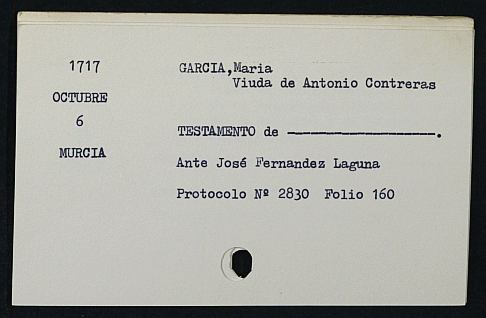 1717
OCTUBRE
6
MURCIA
GARCIA,Maria
Viuda de Antonio Contreras
TESTAMENTO de ——————————.
Ante José Fernandez Laguna
Protocolo Nº 2830 Folio 160